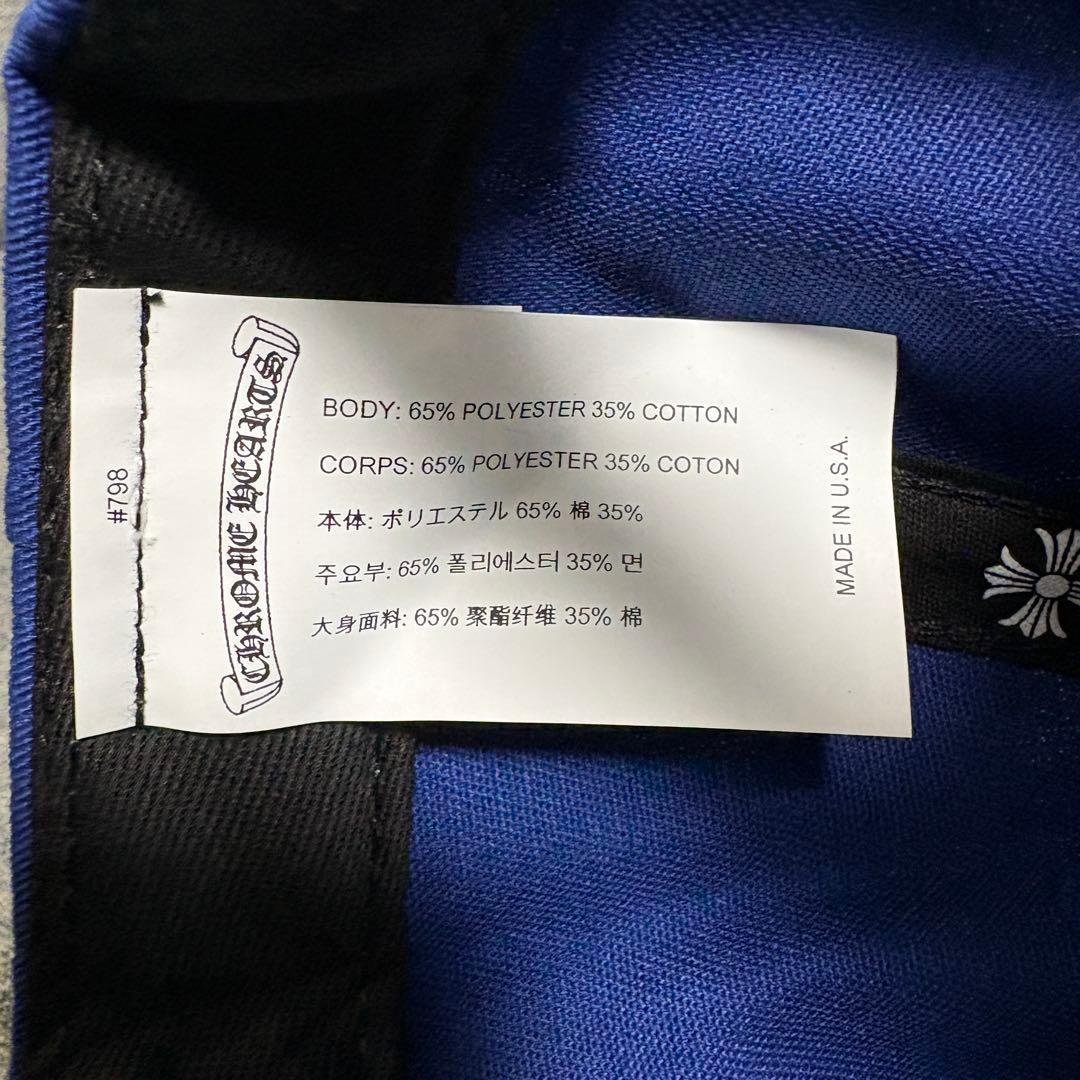 #798
CHROME HEARTS
BODY: 65% POLYESTER 35% COTTON
CORPS: 65% POLYESTER 35% COTON
本体: ポリエステル 65% 棉 35%
주요부: 65% 폴리에스터 35% 면
大身面料: 65% 聚酯纤维 35% 棉
MADE IN U.S.A.